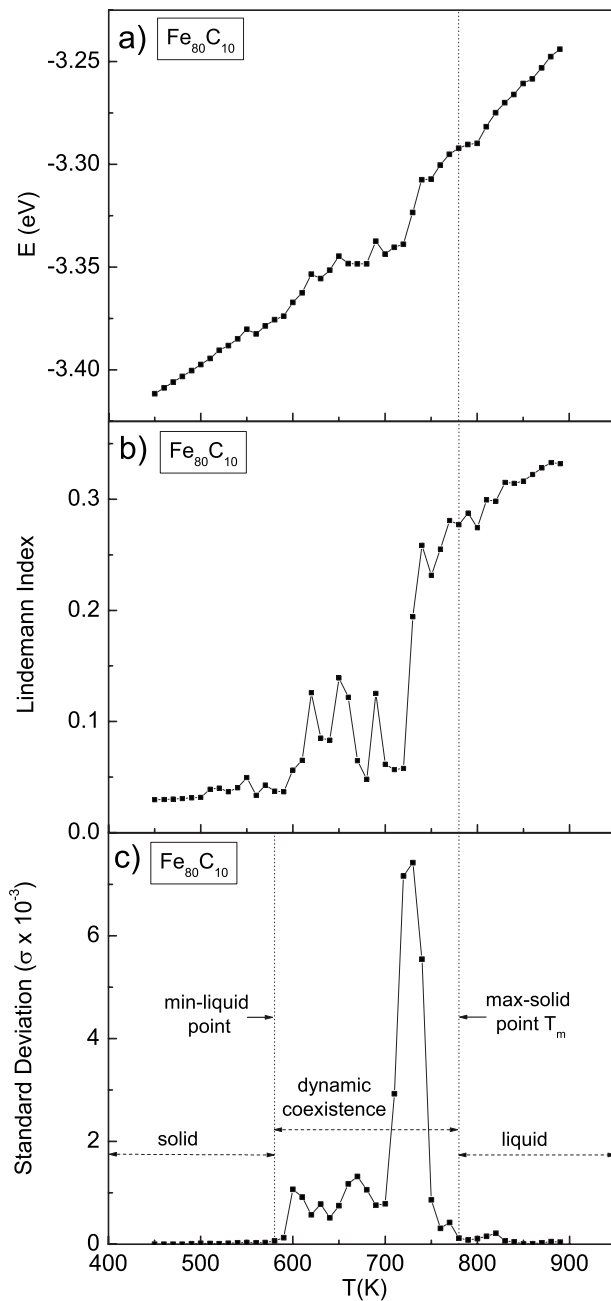 a) Fe₈₀C₁₀
-3.25
-3.30
-3.35
-3.40
E (eV)
b) Fe₈₀C₁₀
0.3
0.2
0.1
0.0
Lindemann Index
c) Fe₈₀C₁₀
6
4
2
0
Standard Deviation (σ x 10⁻³)
min-liquid
point
max-solid
point Tₘ
dynamic
coexistence
solid
liquid
400 500 600 700 800 900
T(K)